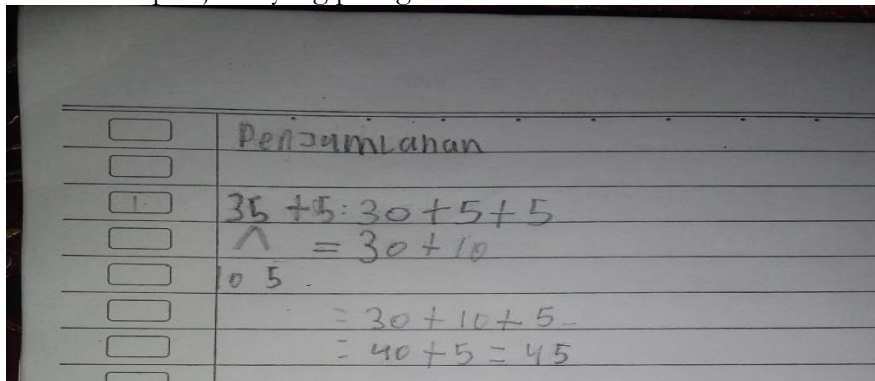 Penjumlahan
1. 35 +5: 30+5+5
= 30+10
10 5
= 30 + 10 + 5
= 40 + 5 = 45